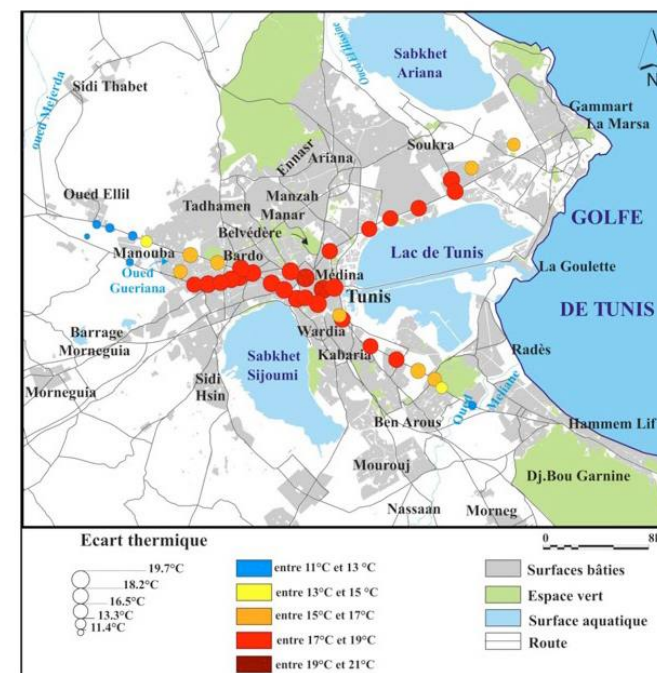 Sabkhet
Ariana
Oued El Hissine
N
oued Mejerda
Sidi Thabet
Gammart
La Marsa
Soukra
Ennasr
Ariana
Oued Ellil
Tadhamen
Manzah
Manar
Belvédère
GOLFE
Manouba
Bardo
Lac de Tunis
Oued
Gueriana
Médina
La Goulette
Tunis
DE TUNIS
Barrage
Morneguia
Wardia
Sabkhet
Sijoumi
Kabaria
Radès
Morneguia
Sidi
Hsin
Oued
Meliane
Ben Arous
Hammem Lif
Mourouj
Dj.Bou Garnine
Nassaan
Morneg
Ecart thermique
0
19.7°C
18.2°C
16.5°C
13.3°C
11.4°C
entre 11°C et 13 °C
entre 13°C et 15 °C
entre 15°C et 17°C
entre 17°C et 19°C
entre 19°C et 21°C
Surfaces bâties
Espace vert
Surface aquatique
Route